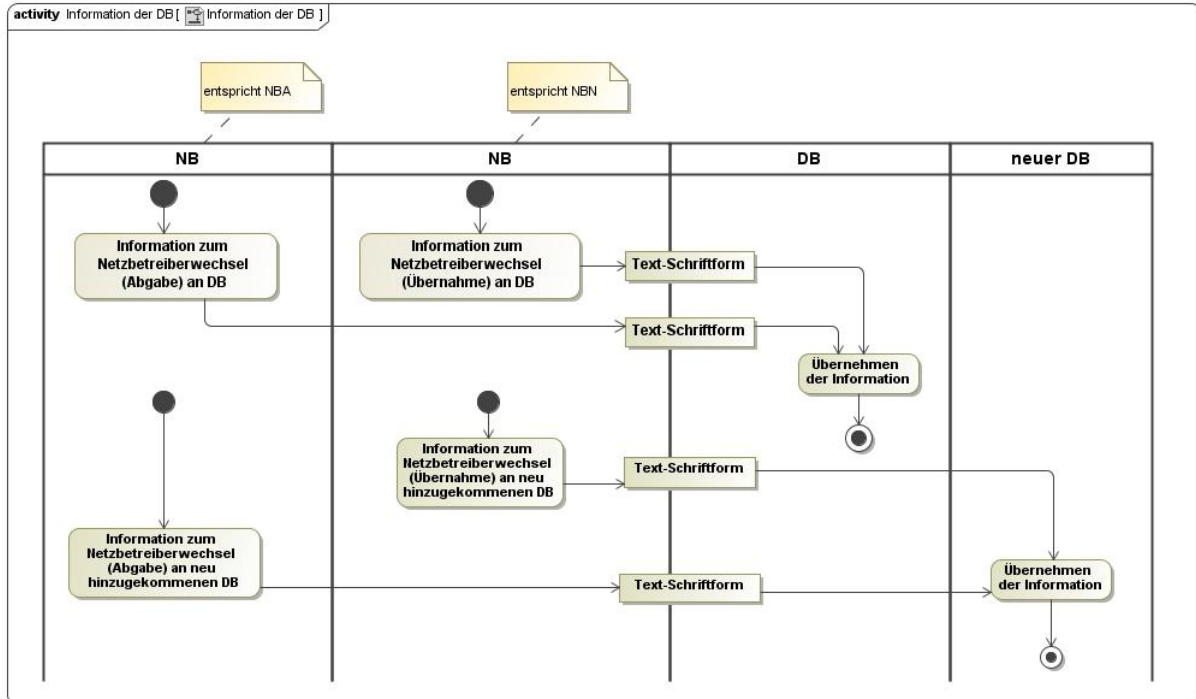 activity Information der DB [ Information der DB ]
entspricht NBA
entspricht NBN
NB
NB
DB
neuer DB
Information zum
Netzbetreiberwechsel
(Abgabe) an DB
Information zum
Netzbetreiberwechsel
(Übernahme) an DB
Text-Schriftform
Text-Schriftform
Übernehmen
der Information
Information zum
Netzbetreiberwechsel
(Übernahme) an neu
hinzugekommenen DB
Text-Schriftform
Information zum
Netzbetreiberwechsel
(Abgabe) an neu
hinzugekommenen DB
Text-Schriftform
Übernehmen
der Information